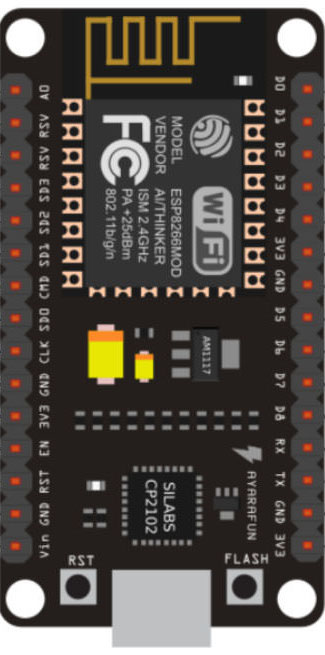 A0
RSV
RSV
SD3
SD2
SD1
CMD
SDO
CLK
GND
3V3
EN
RST
GND
Vin
D0
D1
D2
D3
D4
3V3
GND
D5
D6
D7
D8
RX
TX
GND
3V3
MODEL ESP8266MOD
VENDOR AI/THINKER
ISM 2.4GHz
PA +25dBm
802.11b/g/n
FC
Wi Fi
AM1117
SILABS
CP2102
AYARAFUN
RST
FLASH